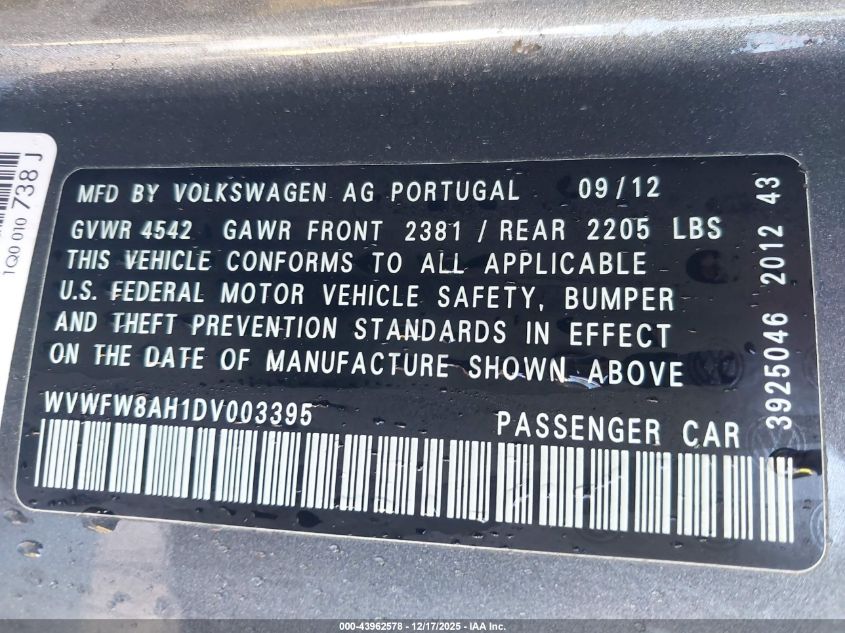 MFD BY VOLKSWAGEN AG PORTUGAL 09/12
GVWR 4542 GAWR FRONT 2381 / REAR 2205 LBS
THIS VEHICLE CONFORMS TO ALL APPLICABLE
U.S. FEDERAL MOTOR VEHICLE SAFETY, BUMPER
AND THEFT PREVENTION STANDARDS IN EFFECT
ON THE DATE OF MANUFACTURE SHOWN ABOVE
WVWFW8AH1DV003395 PASSENGER CAR
3925046 2012 43
1Q0 010 738 J
000-43962578 - 12/17/2025 - IAA Inc.